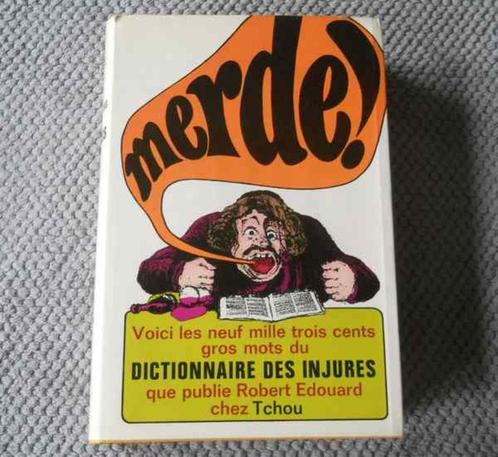 merde!
Voici les neuf mille trois cents
gros mots du
DICTIONNAIRE DES INJURES
que publie Robert Edouard
chez Tchou